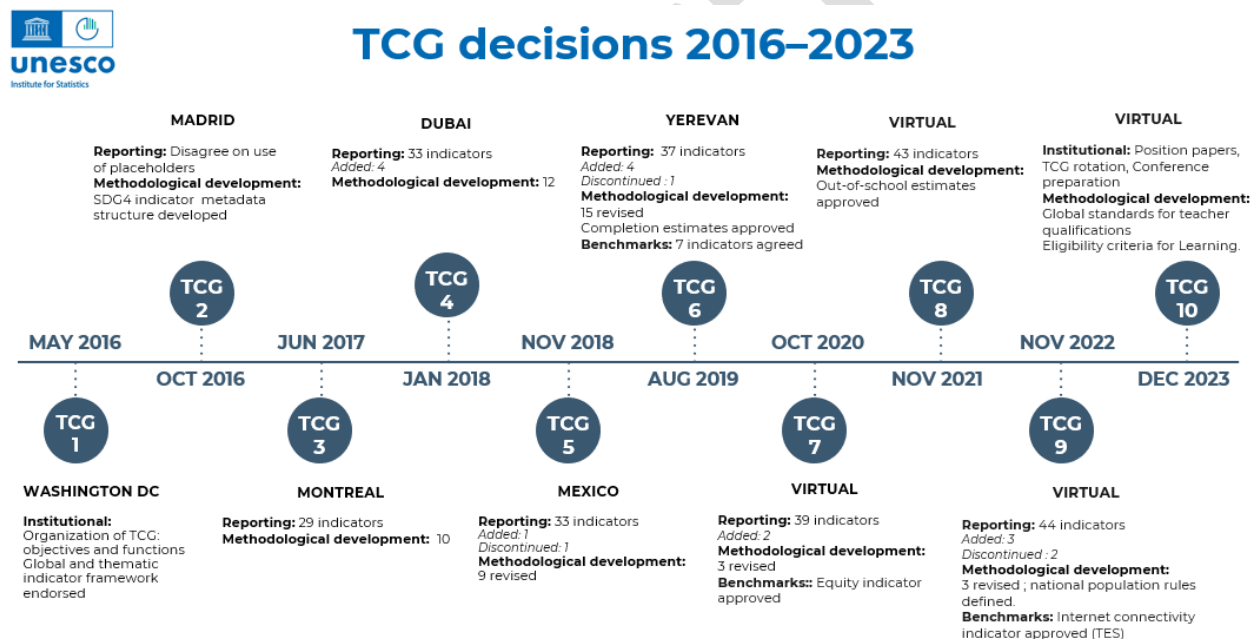 unesco
Institute for Statistics
TCG decisions 2016–2023
MADRID
Reporting: Disagree on use
of placeholders
Methodological development:
SDG4 indicator metadata
structure developed
DUBAI
Reporting: 33 indicators
Added: 4
Methodological development: 12
YEREVAN
Reporting: 37 indicators
Added: 4
Discontinued : 1
Methodological development:
15 revised
Completion estimates approved
Benchmarks: 7 indicators agreed
VIRTUAL
Reporting: 43 indicators
Methodological development:
Out-of-school estimates
approved
VIRTUAL
Institutional: Position papers,
TCG rotation, Conference
preparation
Methodological development:
Global standards for teacher
qualifications
Eligibility criteria for Learning.
TCG
2
TCG
4
TCG
6
TCG
8
TCG
10
MAY 2016
JUN 2017
NOV 2018
OCT 2020
NOV 2022
OCT 2016
JAN 2018
AUG 2019
NOV 2021
DEC 2023
TCG
1
TCG
3
TCG
5
TCG
7
TCG
9
WASHINGTON DC
Institutional:
Organization of TCG:
objectives and functions
Global and thematic
indicator framework
endorsed
MONTREAL
Reporting: 29 indicators
Methodological development: 10
MEXICO
Reporting: 33 indicators
Added: 1
Discontinued: 1
Methodological development:
9 revised
VIRTUAL
Reporting: 39 indicators
Added: 2
Methodological development:
3 revised
Benchmarks:: Equity indicator
approved
VIRTUAL
Reporting: 44 indicators
Added: 3
Discontinued : 2
Methodological development:
3 revised ; national population rules
defined.
Benchmarks: Internet connectivity
indicator approved (TES)